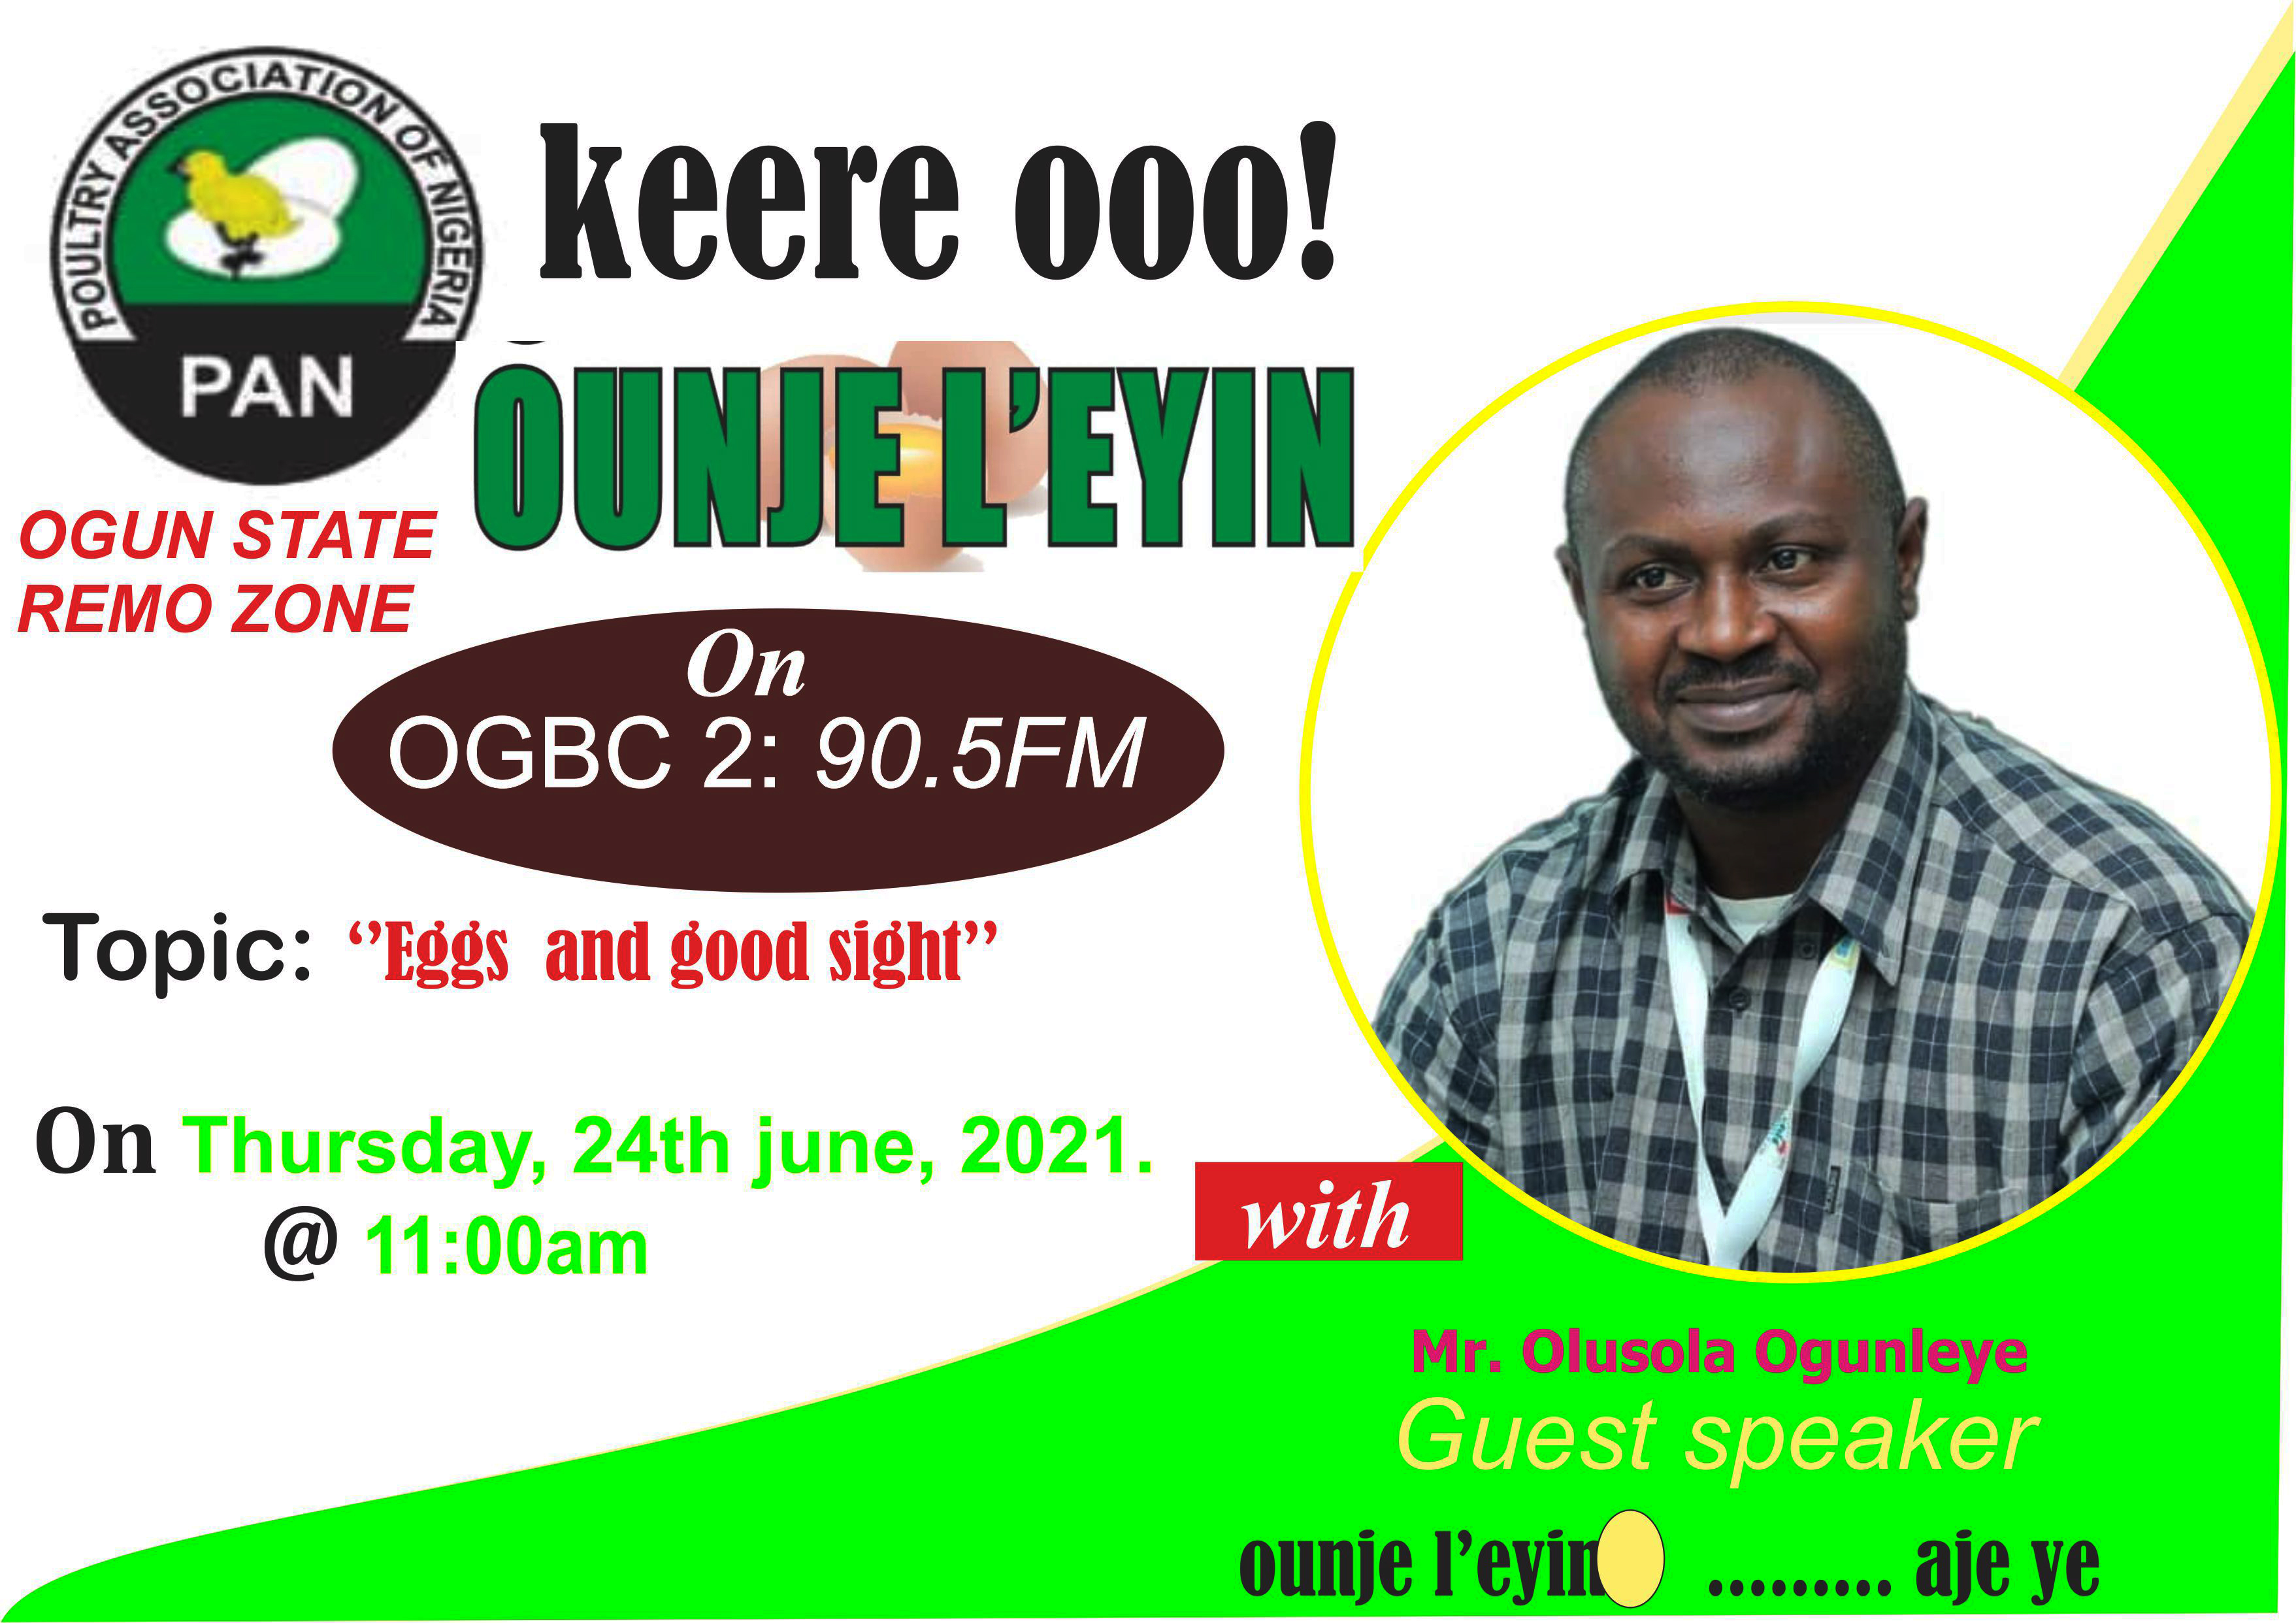 POULTRY ASSOCIATION OF NIGERIA
PAN
OGUN STATE
REMO ZONE
keere ooo!
OUNJE L’EYIN
On
OGBC 2: 90.5FM
Topic: ‘’Eggs and good sight’’
On Thursday, 24th june, 2021.
@ 11:00am
with
Mr. Olusola Ogunleye
Guest speaker
ounje l’eyin ......... aje ye